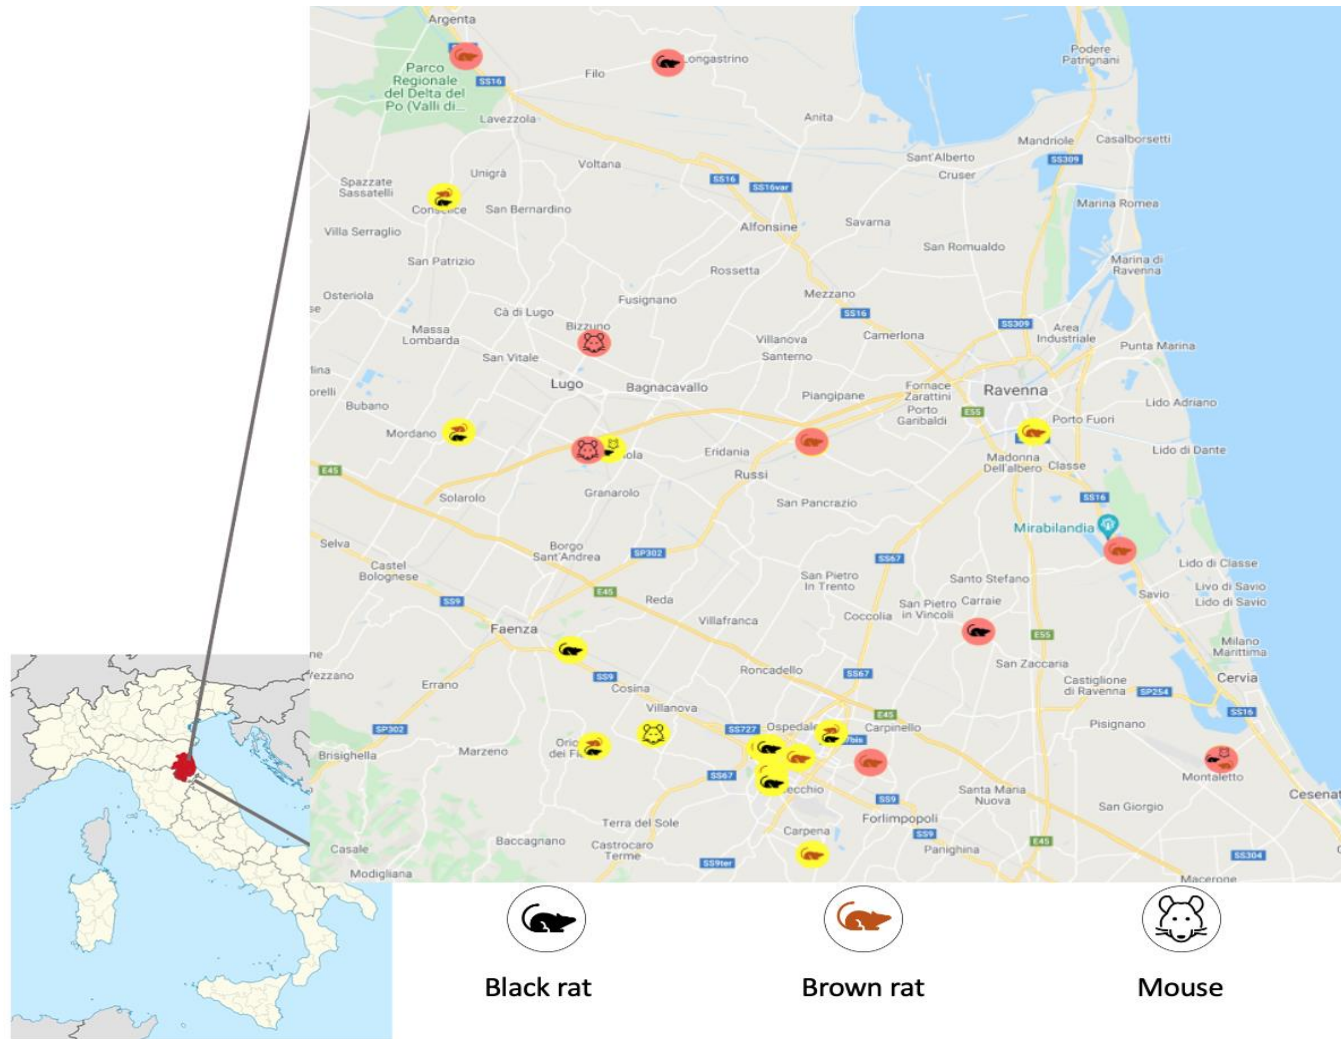 Argenta
Podere
Patrignani
Longastrino
Parco
Regionale
del Delta del
Po (Valli di...
Filo
SS16
Lavezzola
Anita
Mandriole
Casalborsetti
Sant'Alberto
SS309
Voltana
Cruser
Unigrà
SS16
SS16var
Spazzate
Sassatelli
San Bernardino
Marina Romea
Alfonsine
Savarna
Villa Serraglio
San Romualdo
San Patrizio
Marina di
Ravenna
Rossetta
Osteriola
Fusignano
Mezzano
Cà di Lugo
SS16
Bizzuno
SS309
Area
Industriale
Massa
Lombarda
Villanova
Santerno
Camerlona
Punta Marina
San Vitale
Lugo
Bagnacavallo
Fornace
Zarattini
Ravenna
Piangipane
Bubano
Porto
Garibaldi
E55
Lido Adriano
Porto Fuori
Mordano
Eridania
Lido di Dante
E45
Madonna
Dell'albero
Classe
Russi
Granarolo
Solarolo
San Pancrazio
SS16
Mirabilandia
Selva
Borgo
Sant'Andrea
SP302
SS67
Castel
Bolognese
Lido di Classe
San Pietro
In Trento
Santo Stefano
E45
Livo di Savio
Lido di Savio
SS9
Reda
San Pietro
in Vincoli
Carraie
Savio
Coccolia
Villafranca
Faenza
E55
Milano
Marittima
San Zaccaria
Roncadello
SS67
SS9
Cervia
Errano
Cosina
Castiglione
di Ravenna
SP254
Villanova
SS16
E45
SP302
SS727
Carpinello
Pisignano
Brisighella
Marzeno
SS67
Montaletto
Santa Maria
Nuova
SS9
San Giorgio
Cesenat
Terra del Sole
Forlimpopoli
Carpena
SS9
Baccagnano
Castrocaro
Terme
E45
Casale
Panighina
SS9ter
SS304
Modigliana
Macerone
Black rat
Brown rat
Mouse